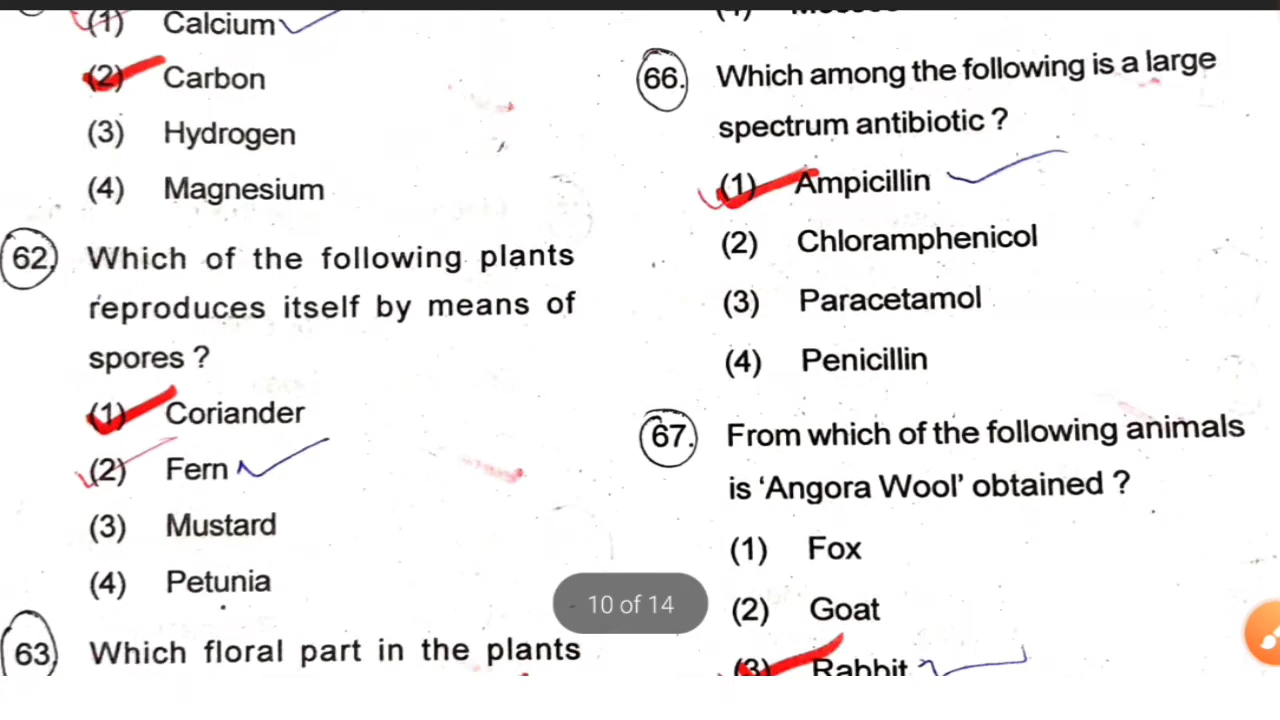 (1) Calcium
(2) Carbon
(3) Hydrogen
(4) Magnesium
62. Which of the following plants
reproduces itself by means of
spores ?
(1) Coriander
(2) Fern
(3) Mustard
(4) Petunia
63. Which floral part in the plants
(4)
66. Which among the following is a large
spectrum antibiotic ?
(1) Ampicillin
(2) Chloramphenicol
(3) Paracetamol
(4) Penicillin
67. From which of the following animals
is ‘Angora Wool’ obtained ?
(1) Fox
(2) Goat
(3) Rabbit
10 of 14